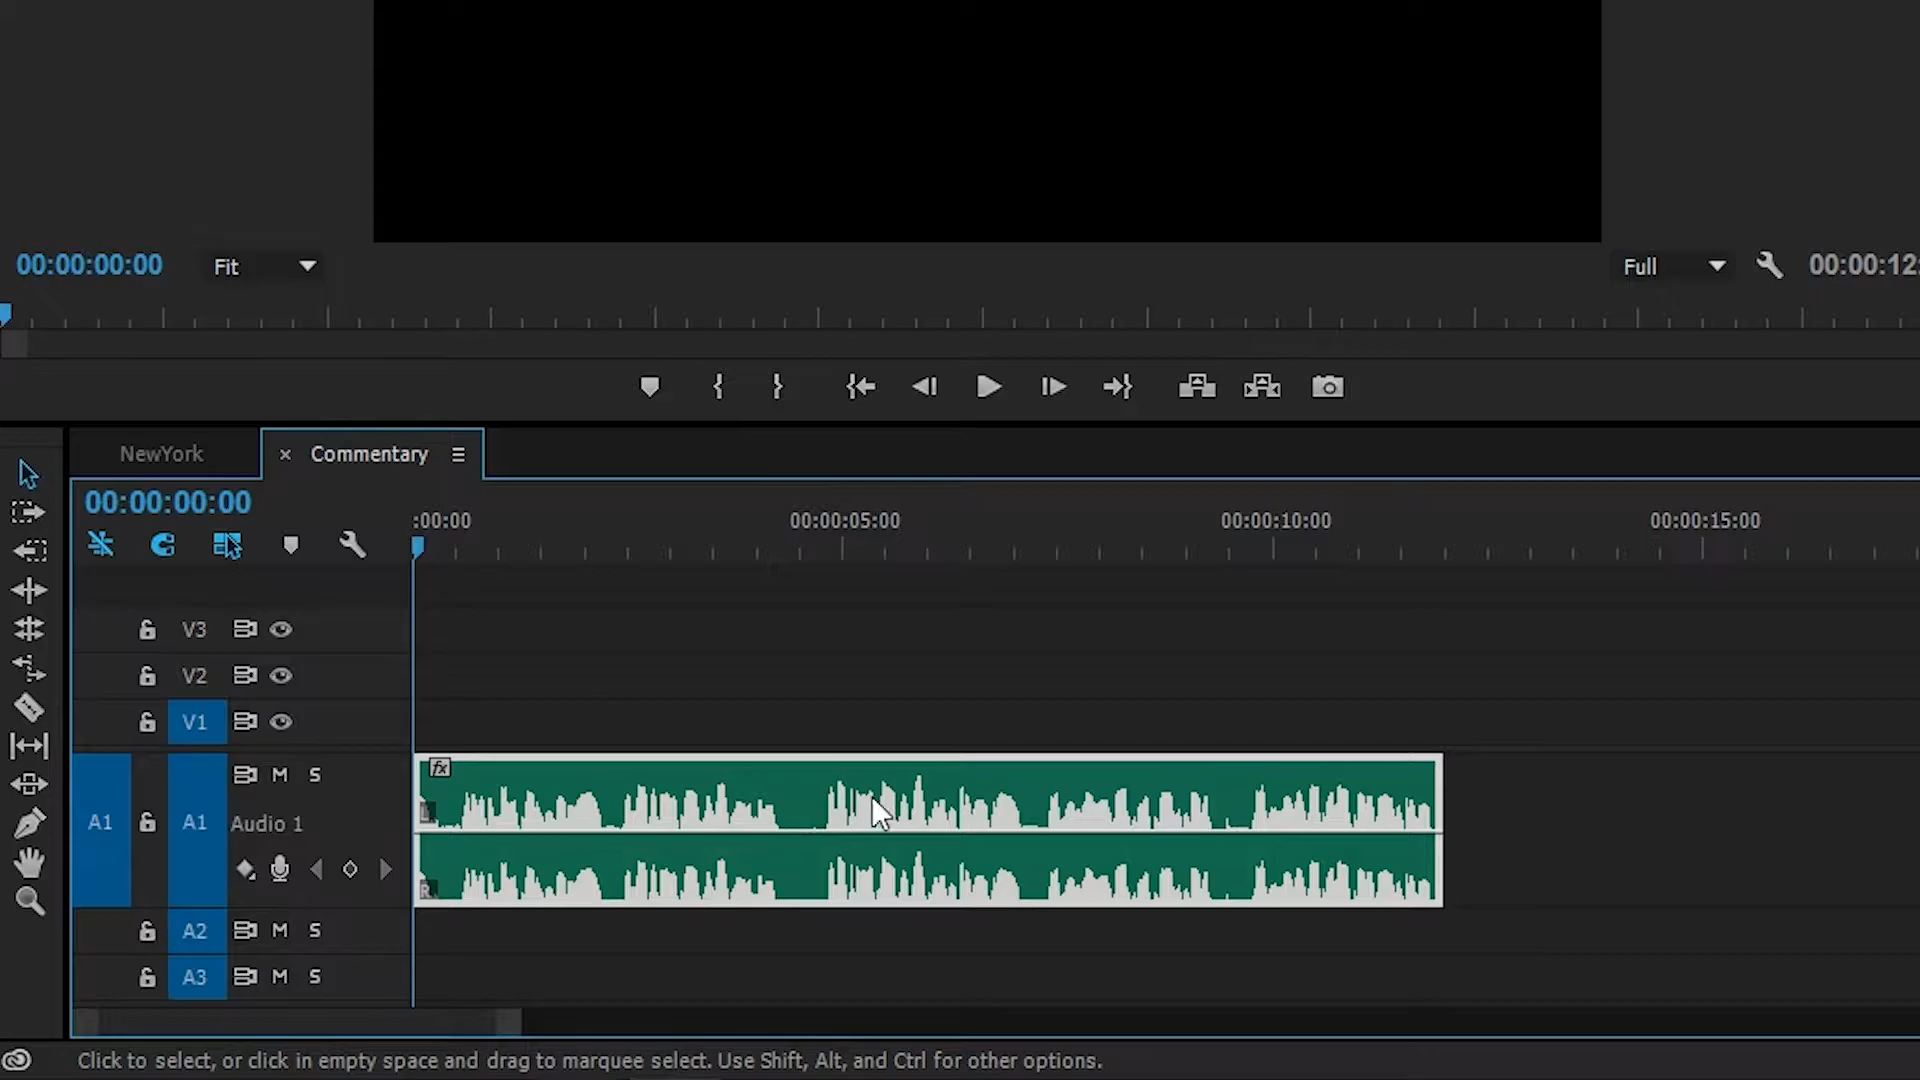 00:00:00:00 Fit Full 00:00:12:
NewYork × Commentary
00:00:00:00
:00:00 00:00:05:00 00:00:10:00 00:00:15:00
V3
V2
V1
fx
M S
L
A1 A1 Audio 1
R
A2 M S
A3 M S
Click to select, or click in empty space and drag to marquee select. Use Shift, Alt, and Ctrl for other options.